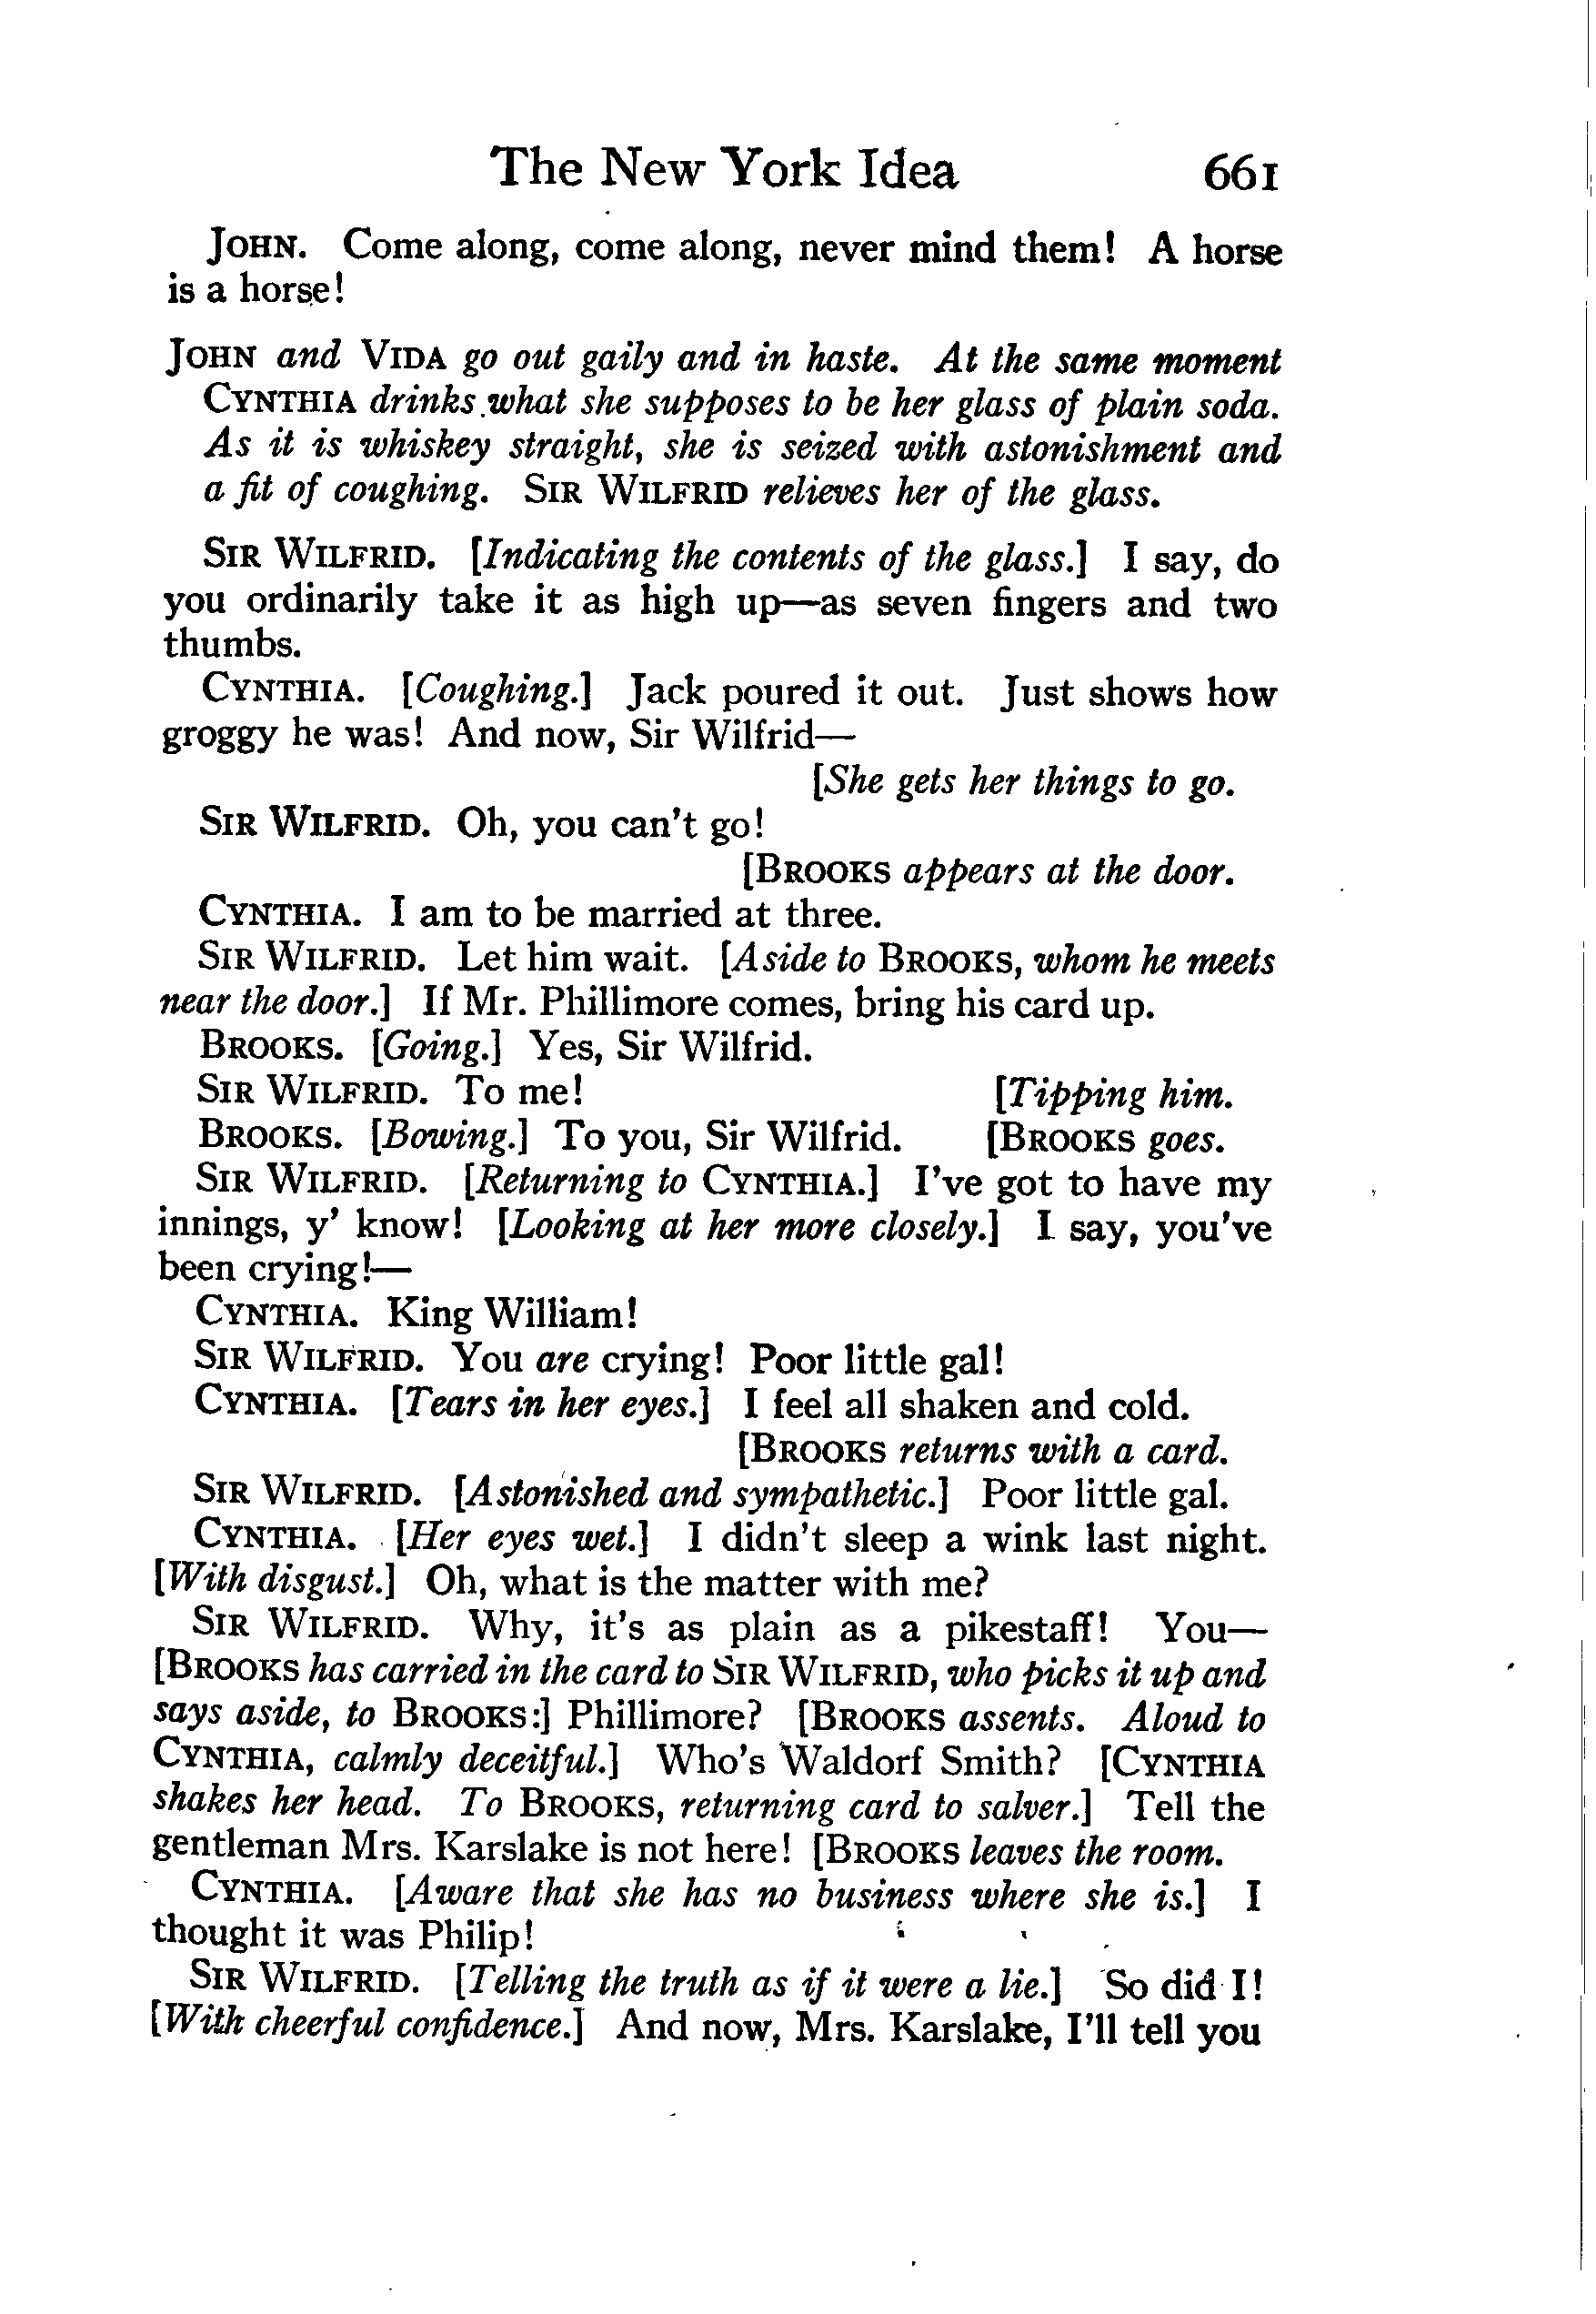 The New York Idea 661
JOHN. Come along, come along, never mind them! A horse
is a horse!
JOHN and VIDA go out gaily and in haste. At the same moment
CYNTHIA drinks what she supposes to be her glass of plain soda.
As it is whiskey straight, she is seized with astonishment and
a fit of coughing. SIR WILFRID relieves her of the glass.
SIR WILFRID. [Indicating the contents of the glass.] I say, do
you ordinarily take it as high up—as seven fingers and two
thumbs.
CYNTHIA. [Coughing.] Jack poured it out. Just shows how
groggy he was! And now, Sir Wilfrid—
[She gets her things to go.
SIR WILFRID. Oh, you can't go!
[BROOKS appears at the door.
CYNTHIA. I am to be married at three.
SIR WILFRID. Let him wait. [Aside to BROOKS, whom he meets
near the door.] If Mr. Phillimore comes, bring his card up.
BROOKS. [Going.] Yes, Sir Wilfrid.
SIR WILFRID. To me! [Tipping him.
BROOKS. [Bowing.] To you, Sir Wilfrid. [BROOKS goes.
SIR WILFRID. [Returning to CYNTHIA.] I've got to have my
innings, y' know! [Looking at her more closely.] I say, you've
been crying!—
CYNTHIA. King William!
SIR WILFRID. You are crying! Poor little gal!
CYNTHIA. [Tears in her eyes.] I feel all shaken and cold.
[BROOKS returns with a card.
SIR WILFRID. [Astonished and sympathetic.] Poor little gal.
CYNTHIA. [Her eyes wet.] I didn't sleep a wink last night.
[With disgust.] Oh, what is the matter with me?
SIR WILFRID. Why, it's as plain as a pikestaff! You—
[BROOKS has carried in the card to SIR WILFRID, who picks it up and
says aside, to BROOKS:] Phillimore? [BROOKS assents. Aloud to
CYNTHIA, calmly deceitful.] Who's Waldorf Smith? [CYNTHIA
shakes her head. To BROOKS, returning card to salver.] Tell the
gentleman Mrs. Karslake is not here! [BROOKS leaves the room.
CYNTHIA. [Aware that she has no business where she is.] I
thought it was Philip!
SIR WILFRID. [Telling the truth as if it were a lie.] So did I!
[With cheerful confidence.] And now, Mrs. Karslake, I'll tell you